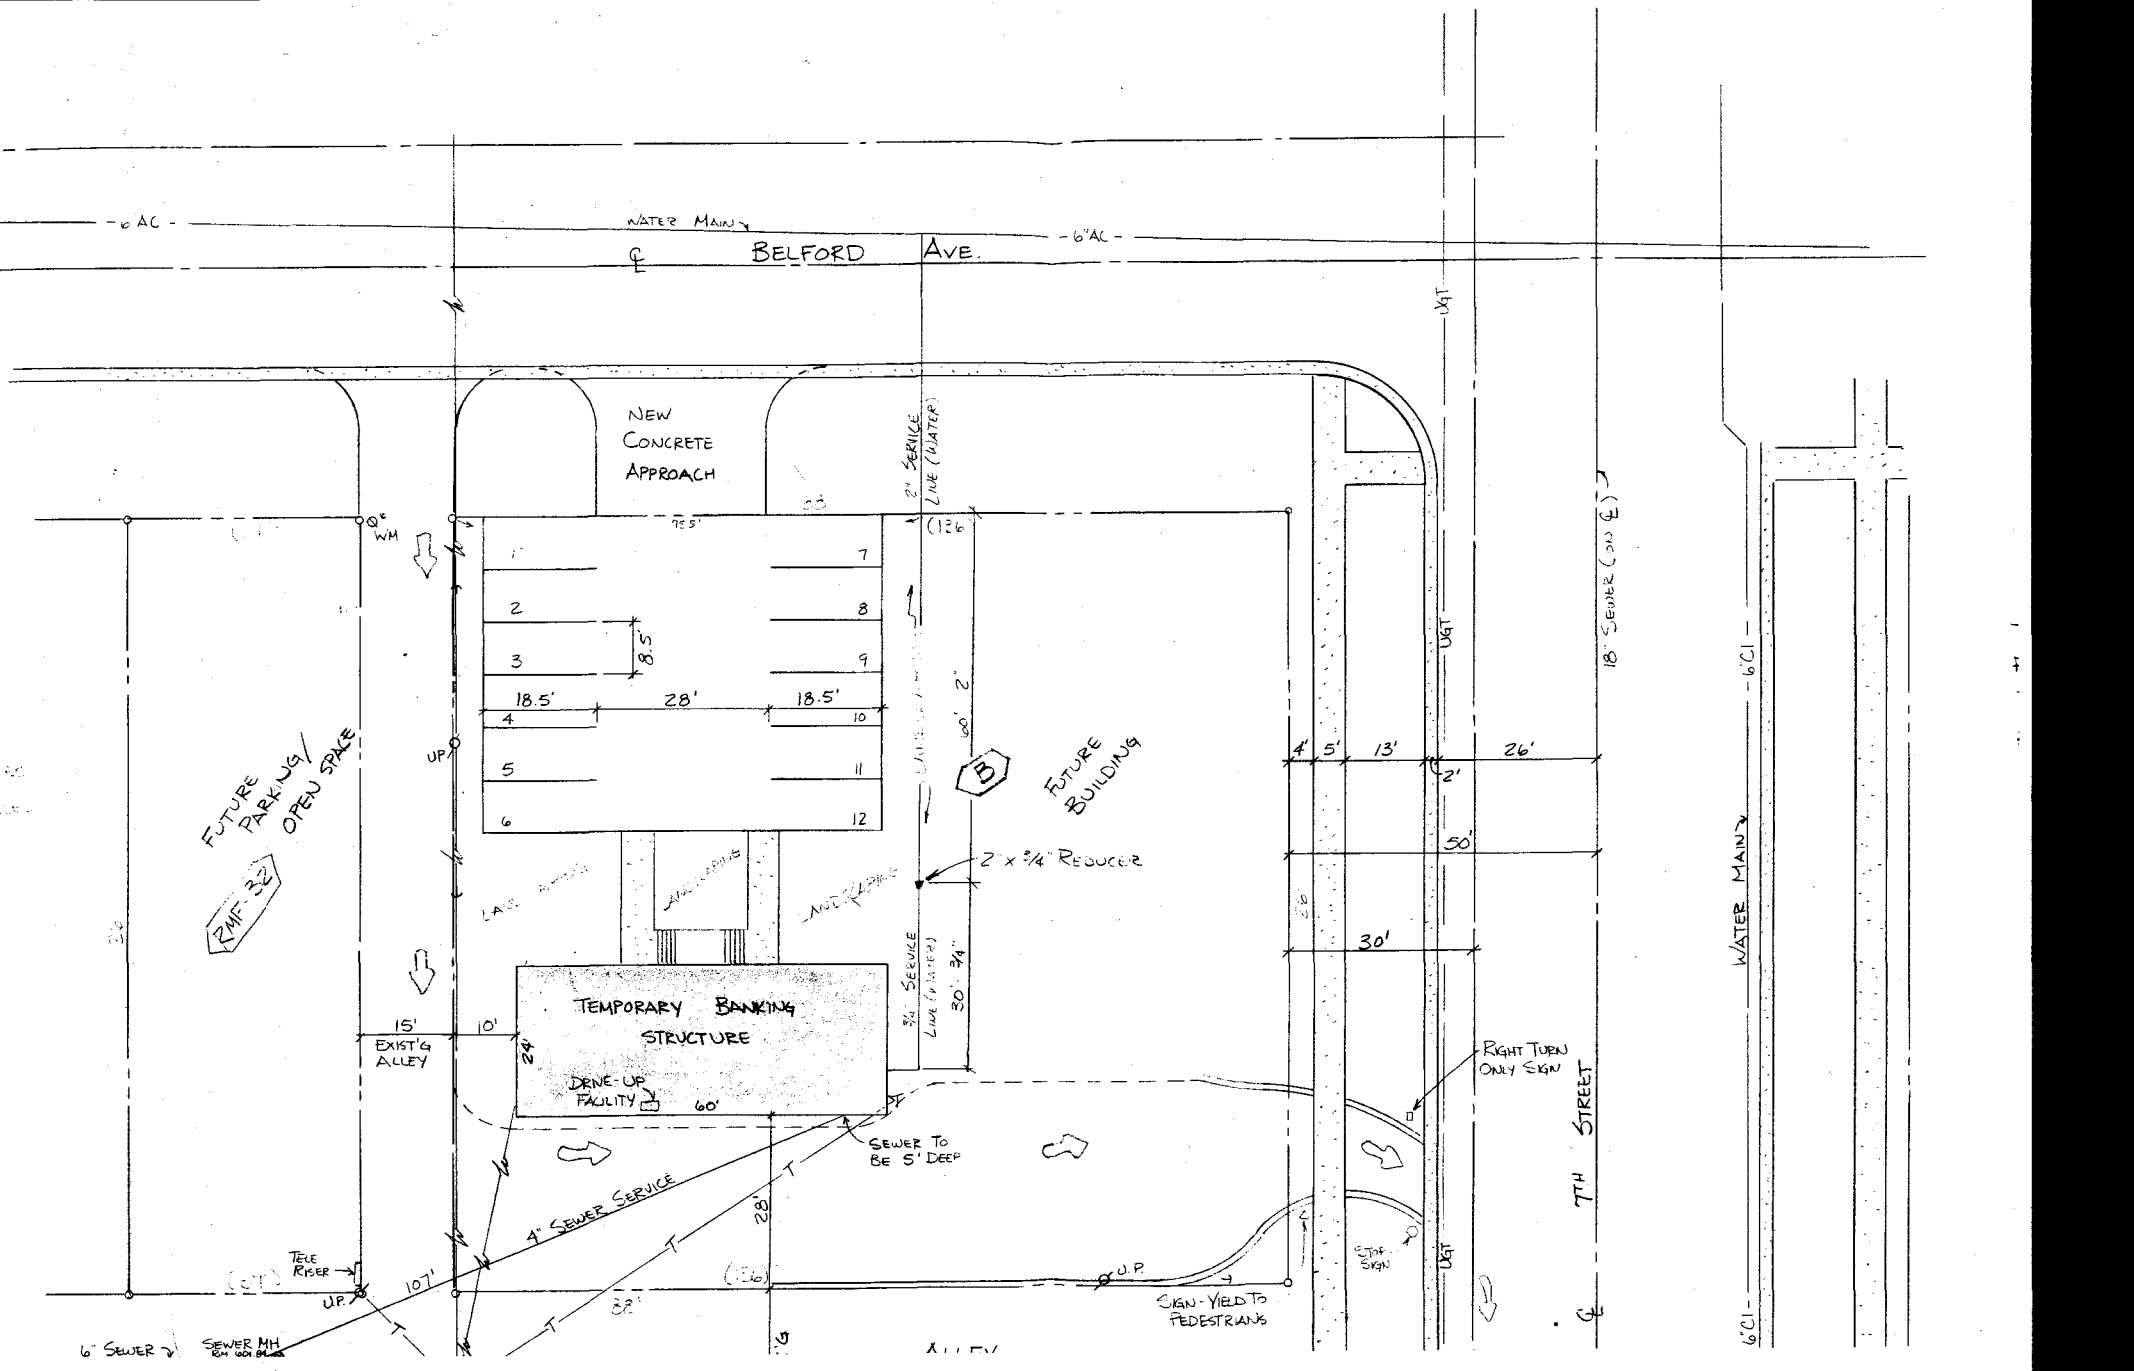 WATER MAIN
- 6 AC -
- 6"AC -
℄ BELFORD AVE.
UGT
NEW
CONCRETE
APPROACH
2" SERVICE
LINE (WATER)
18" SEWER (ON ℄)
WM
(136
1
7
2
8
8.5'
3
9
18.5'
28'
18.5'
4
10
5
11
6
12
UP
60' 2"
UGT
6"CI
FUTURE
PARKING/
OPEN SPACE
RMF-32
B
FUTURE
BUILDING
4'
5'
13'
2'
26'
50'
30'
2" x 3/4" REDUCER
LANDSCAPING
LANDSCAPING
WATER MAIN
3/4" SERVICE
LINE (WATER)
30' 3/4"
TEMPORARY BANKING
STRUCTURE
15'
EXIST'G
ALLEY
10'
24'
DRIVE-UP
FACILITY
60'
RIGHT TURN
ONLY SIGN
SEWER TO
BE 5' DEEP
℄ 7TH STREET
28'
4" SEWER SERVICE
T
T
T
T
T
TELE
RISER
107'
U.P.
(136)
U.P.
STOP
SIGN
UGT
SIGN-YIELD TO
PEDESTRIANS
6" SEWER
SEWER MH
ALLEY
6"CI